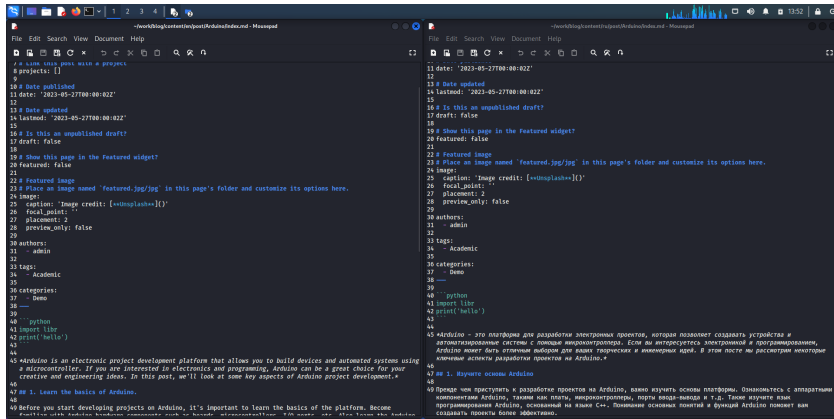 1 2 3 4
13:52
~/work/blog/content/en/post/Arduino/index.md - Mousepad
File Edit Search View Document Help
7 # Link this post with a project
8 projects: []
9
10 # Date published
11 date: '2023-05-27T00:00:02Z'
12
13 # Date updated
14 lastmod: '2023-05-27T00:00:02Z'
15
16 # Is this an unpublished draft?
17 draft: false
18
19 # Show this page in the Featured widget?
20 featured: false
21
22 # Featured image
23 # Place an image named `featured.jpg/jpg` in this page's folder and customize its options here.
24 image:
25 caption: 'Image credit: [**Unsplash**]()'
26 focal_point: ''
27 placement: 2
28 preview_only: false
29
30 authors:
31 - admin
32
33 tags:
34 - Academic
35
36 categories:
37 - Demo
38 ---
39
40 ```python
41 import libr
42 print('hello')
43 ```
44
45 *Arduino is an electronic project development platform that allows you to build devices and automated systems using
a microcontroller. If you are interested in electronics and programming, Arduino can be a great choice for your
creative and engineering ideas. In this post, we'll look at some key aspects of Arduino project development.*
46
47 ## 1. Learn the basics of Arduino.
48
49 Before you start developing projects on Arduino, it's important to learn the basics of the platform. Become
familiar with Arduino hardware components such as boards, microcontrollers, I/O ports, etc. Also learn the Arduino
~/work/blog/content/ru/post/Arduino/index.md - Mousepad
File Edit Search View Document Help
11 date: '2023-05-27T00:00:02Z'
12
13 # Date updated
14 lastmod: '2023-05-27T00:00:02Z'
15
16 # Is this an unpublished draft?
17 draft: false
18
19 # Show this page in the Featured widget?
20 featured: false
21
22 # Featured image
23 # Place an image named `featured.jpg/jpg` in this page's folder and customize its options here.
24 image:
25 caption: 'Image credit: [**Unsplash**]()'
26 focal_point: ''
27 placement: 2
28 preview_only: false
29
30 authors:
31 - admin
32
33 tags:
34 - Academic
35
36 categories:
37 - Demo
38 ---
39
40 ```python
41 import libr
42 print('hello')
43 ```
44
45 *Arduino - это платформа для разработки электронных проектов, которая позволяет создавать устройства и
автоматизированные системы с помощью микроконтроллера. Если вы интересуетесь электроникой и программированием,
Arduino может быть отличным выбором для ваших творческих и инженерных идей. В этом посте мы рассмотрим некоторые
ключевые аспекты разработки проектов на Arduino.*
46
47 ## 1. Изучите основы Arduino
48
49 Прежде чем приступить к разработке проектов на Arduino, важно изучить основы платформы. Ознакомьтесь с аппаратными
компонентами Arduino, такими как платы, микроконтроллеры, порты ввода-вывода и т.д. Также изучите язык
программирования Arduino, основанный на языке C++. Понимание основных понятий и функций Arduino поможет вам
создавать проекты более эффективно.